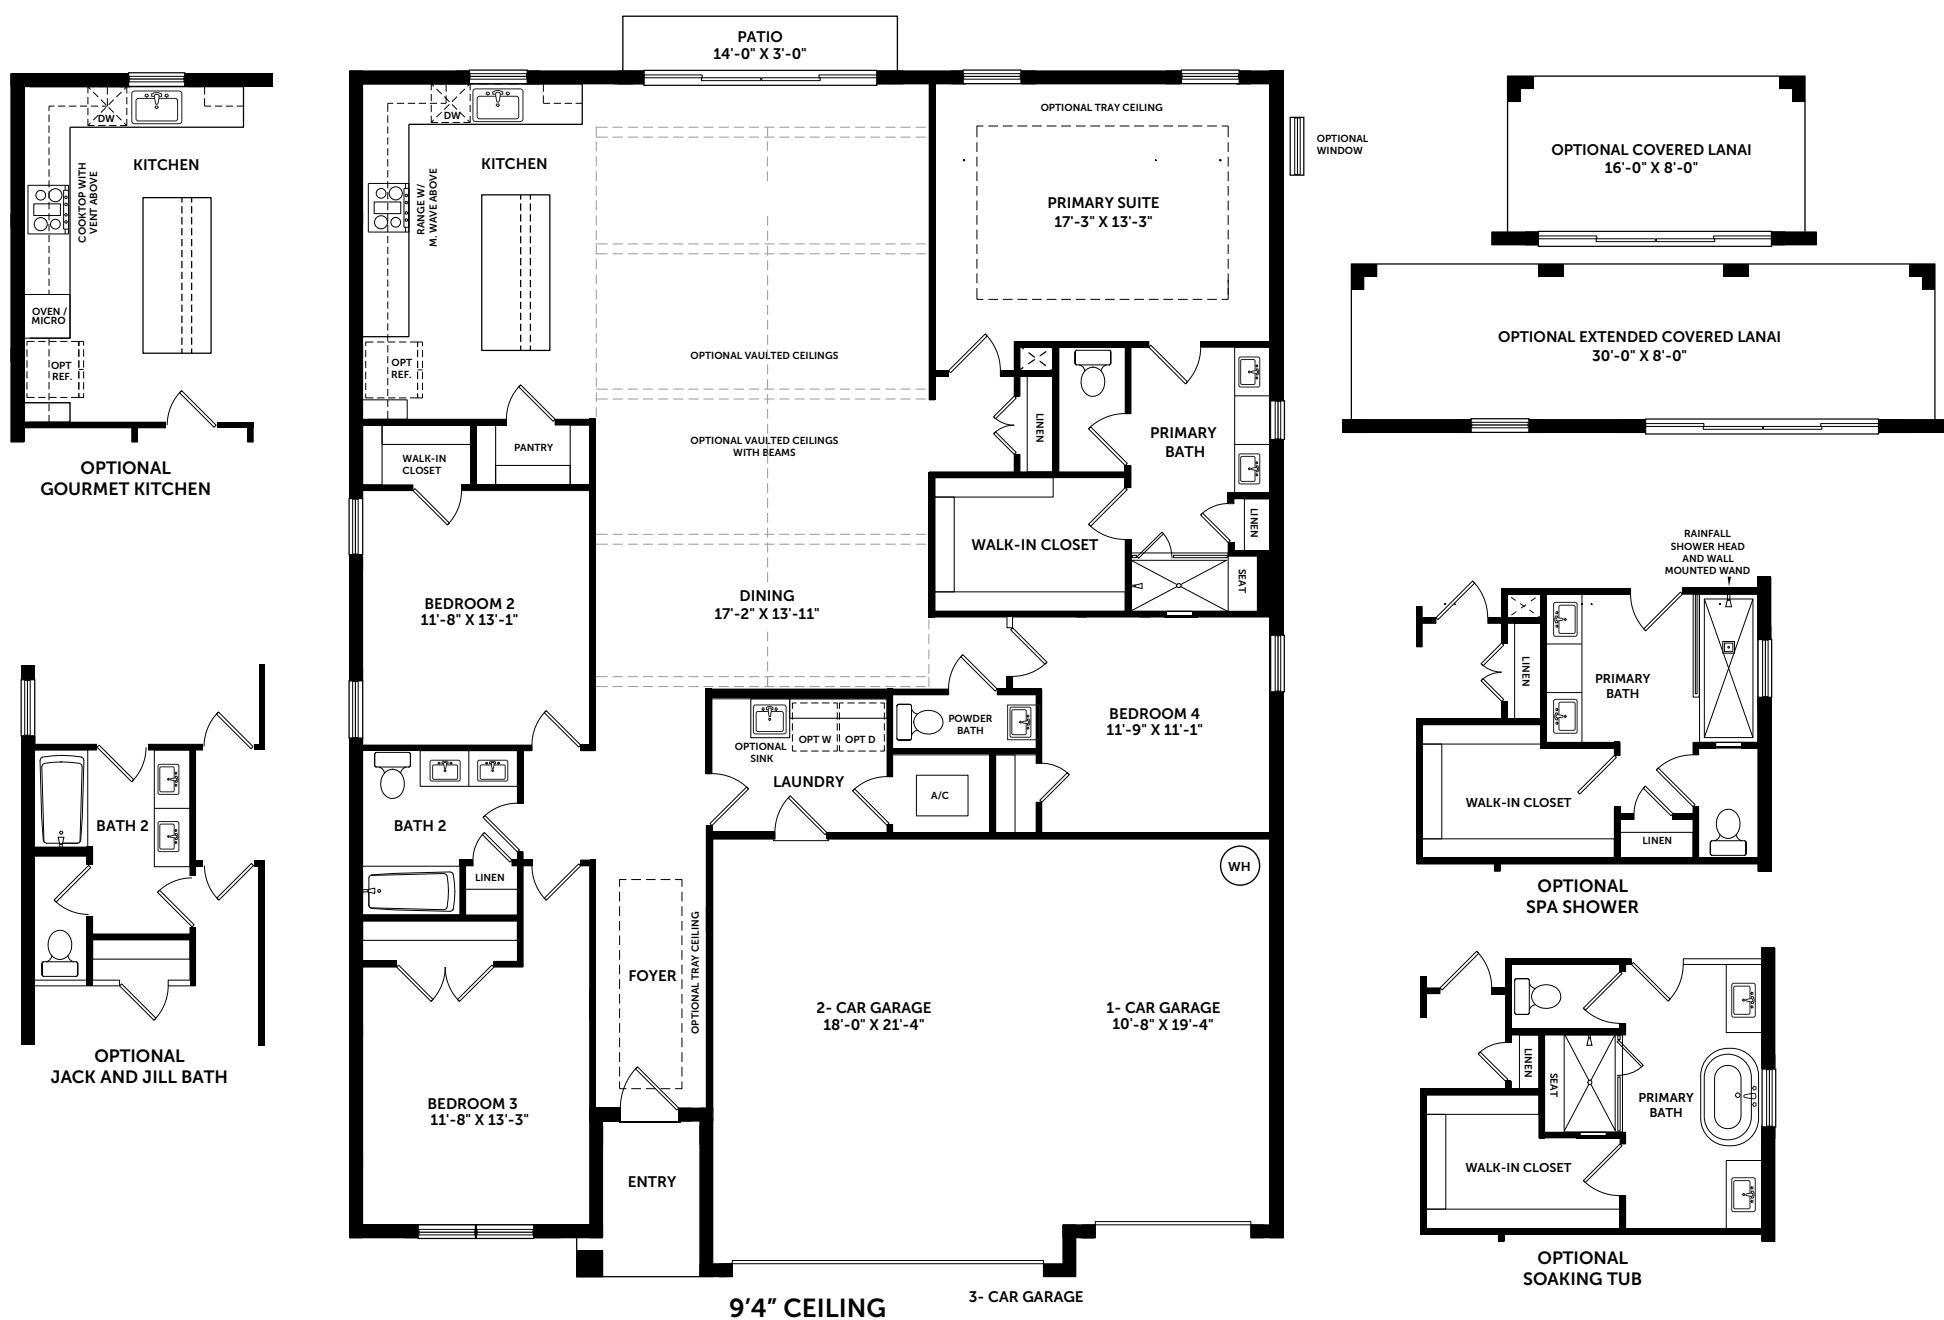 PATIO
14'-0" X 3'-0"
DW
KITCHEN
COOKTOP WITH
VENT ABOVE
OVEN /
MICRO
OPT
REF.
OPTIONAL
GOURMET KITCHEN
DW
KITCHEN
RANGE W/
M. WAVE ABOVE
OPT
REF.
WALK-IN
CLOSET
PANTRY
OPTIONAL VAULTED CEILINGS
OPTIONAL VAULTED CEILINGS
WITH BEAMS
OPTIONAL TRAY CEILING
PRIMARY SUITE
17'-3" X 13'-3"
OPTIONAL
WINDOW
LINEN
PRIMARY
BATH
WALK-IN CLOSET
LINEN
SEAT
BEDROOM 2
11'-8" X 13'-1"
DINING
17'-2" X 13'-11"
OPTIONAL
SINK
OPT W
OPT D
LAUNDRY
POWDER
BATH
A/C
BEDROOM 4
11'-9" X 11'-1"
BATH 2
LINEN
WH
FOYER
OPTIONAL TRAY CEILING
2- CAR GARAGE
18'-0" X 21'-4"
1- CAR GARAGE
10'-8" X 19'-4"
BEDROOM 3
11'-8" X 13'-3"
ENTRY
9'4" CEILING
3- CAR GARAGE
BATH 2
OPTIONAL
JACK AND JILL BATH
OPTIONAL COVERED LANAI
16'-0" X 8'-0"
OPTIONAL EXTENDED COVERED LANAI
30'-0" X 8'-0"
RAINFALL
SHOWER HEAD
AND WALL
MOUNTED WAND
LINEN
PRIMARY
BATH
WALK-IN CLOSET
LINEN
OPTIONAL
SPA SHOWER
LINEN
SEAT
PRIMARY
BATH
WALK-IN CLOSET
OPTIONAL
SOAKING TUB